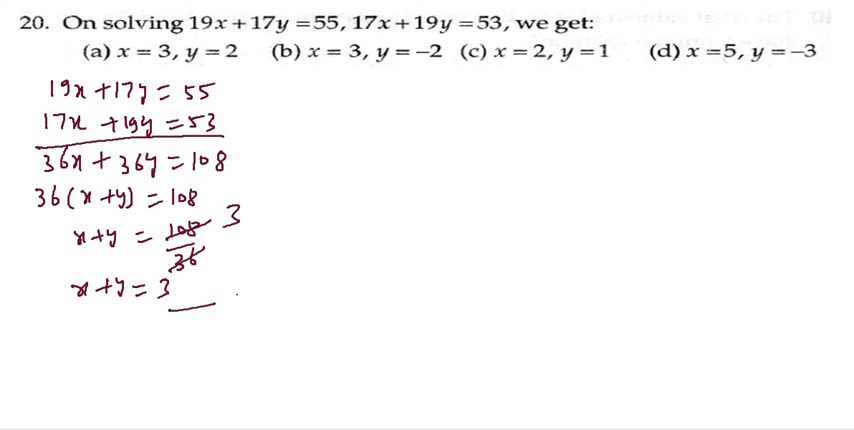 20. On solving 19x + 17y = 55, 17x + 19y = 53, we get:
(a) x = 3, y = 2 (b) x = 3, y = –2 (c) x = 2, y = 1 (d) x = 5, y = –3
19x + 17y = 55
17x + 19y = 53
36x + 36y = 108
36(x + y) = 108
x + y = 108/36 3
x + y = 3